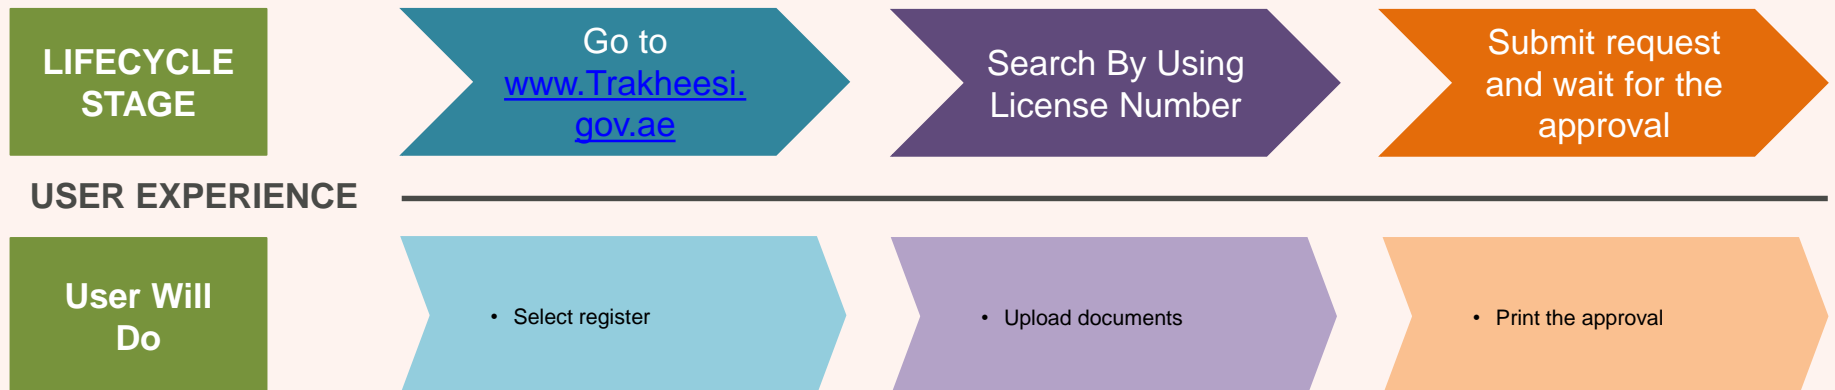 LIFECYCLE
STAGE
Go to
www.Trakheesi.
gov.ae
Search By Using
License Number
Submit request
and wait for the
approval
USER EXPERIENCE
User Will
Do
• Select register
• Upload documents
• Print the approval